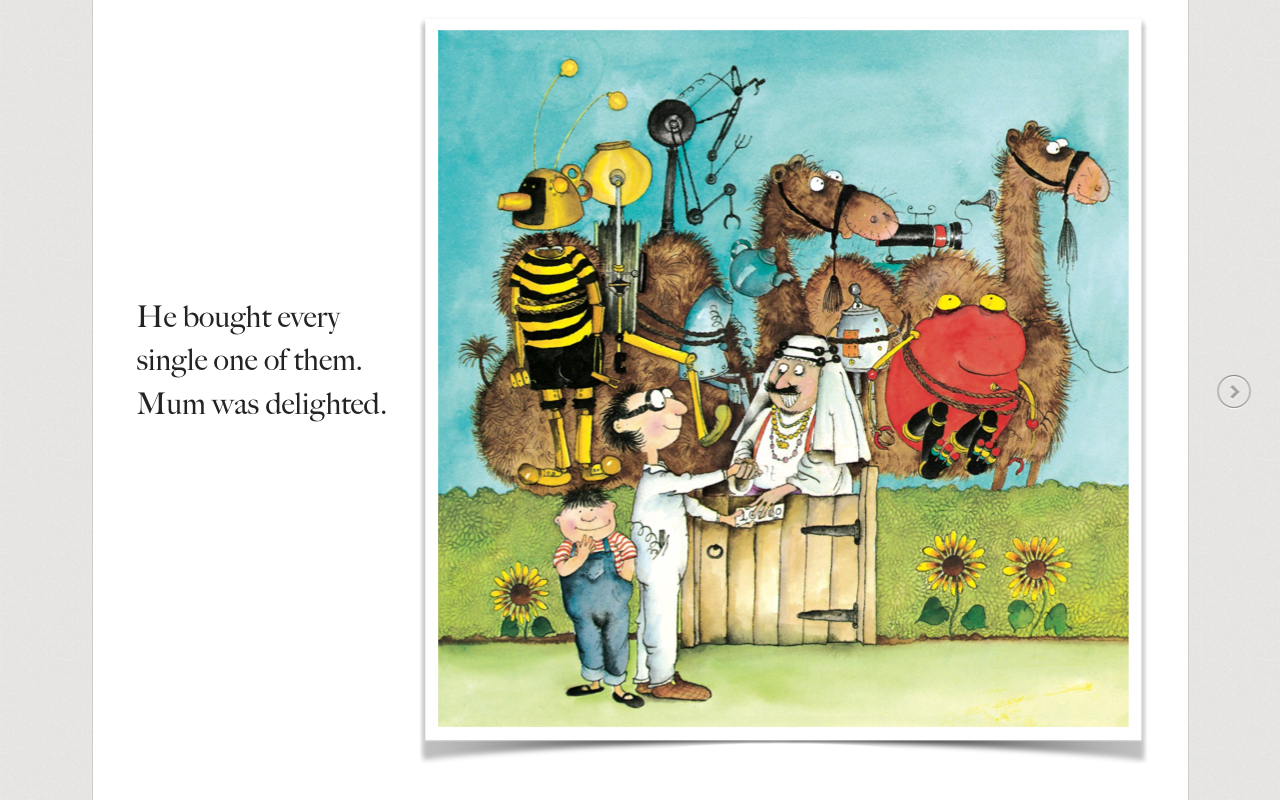 He bought every
single one of them.
Mum was delighted.